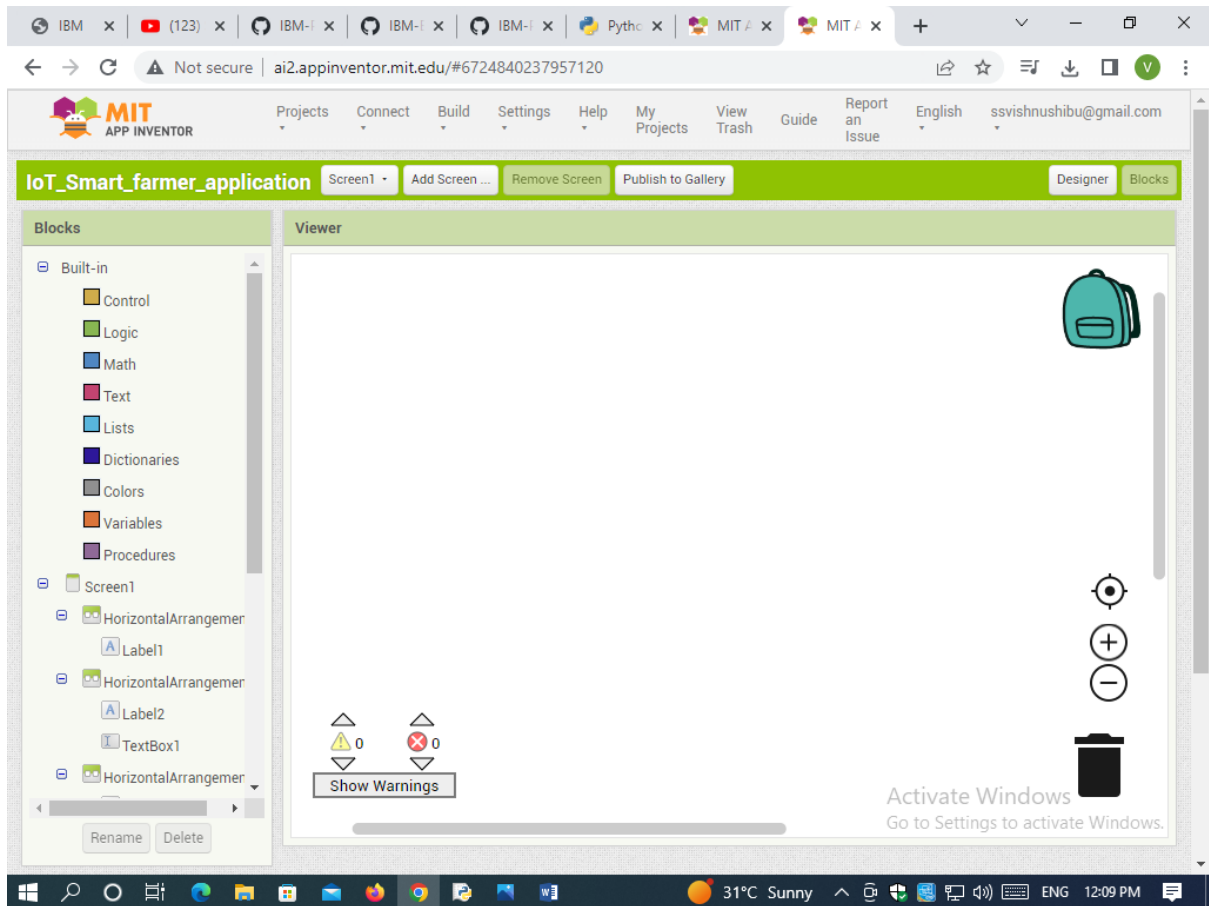 IBM (123) IBM-F IBM-E IBM-F Pytho MIT A MIT A
Not secure ai2.appinventor.mit.edu/#6724840237957120 V
MIT
APP INVENTOR
Projects Connect Build Settings Help My Projects View Trash Guide Report an Issue English ssvishnushibu@gmail.com
IoT_Smart_farmer_application Screen1 Add Screen ... Remove Screen Publish to Gallery Designer Blocks
Blocks Viewer
Built-in
Control
Logic
Math
Text
Lists
Dictionaries
Colors
Variables
Procedures
Screen1
HorizontalArrangemen
Label1
HorizontalArrangemen
Label2
TextBox1
HorizontalArrangemen
0 0
Show Warnings
Rename Delete
Activate Windows
Go to Settings to activate Windows.
31°C Sunny ENG 12:09 PM